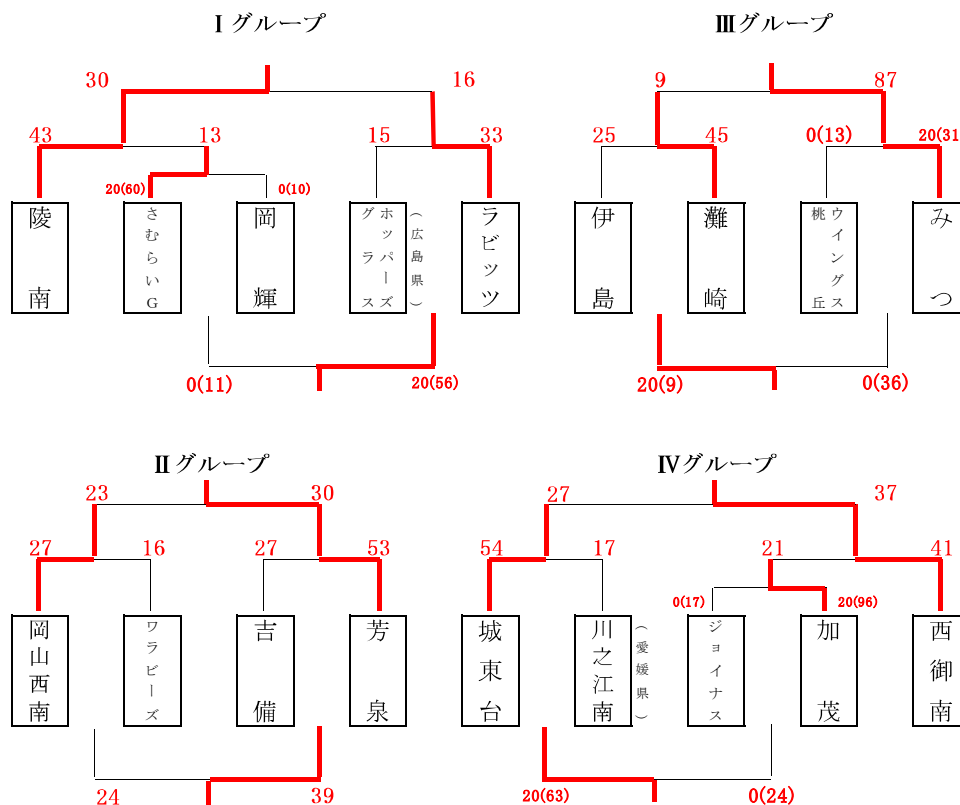 Ⅰグループ
30
16
43
13
15
33
20(60)
0(10)
陵南
さむらいG
岡輝
グラス
ホッパーズ
（広島県）
ラビッツ
0(11)
20(56)
Ⅲグループ
9
87
25
45
0(13)
20(31
伊島
灘崎
桃丘
ウイングス
みつ
20(9)
0(36)
Ⅱグループ
23
30
27
16
27
53
岡山西南
ワラビーズ
吉備
芳泉
24
39
Ⅳグループ
27
37
54
17
21
41
0(17)
20(96)
城東台
川之江南
（愛媛県）
ジョイナス
加茂
西御南
20(63)
0(24)